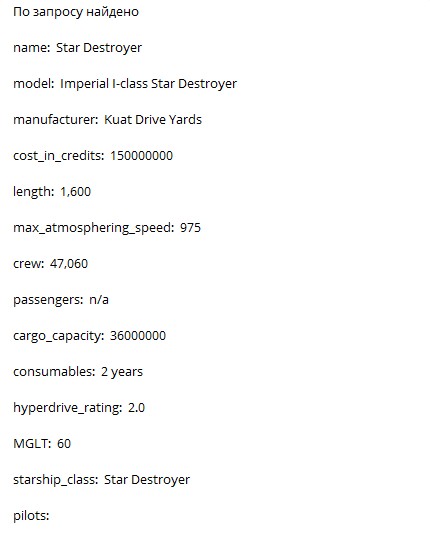 По запросу найдено
name: Star Destroyer
model: Imperial I-class Star Destroyer
manufacturer: Kuat Drive Yards
cost_in_credits: 150000000
length: 1,600
max_atmosphering_speed: 975
crew: 47,060
passengers: n/a
cargo_capacity: 36000000
consumables: 2 years
hyperdrive_rating: 2.0
MGLT: 60
starship_class: Star Destroyer
pilots: